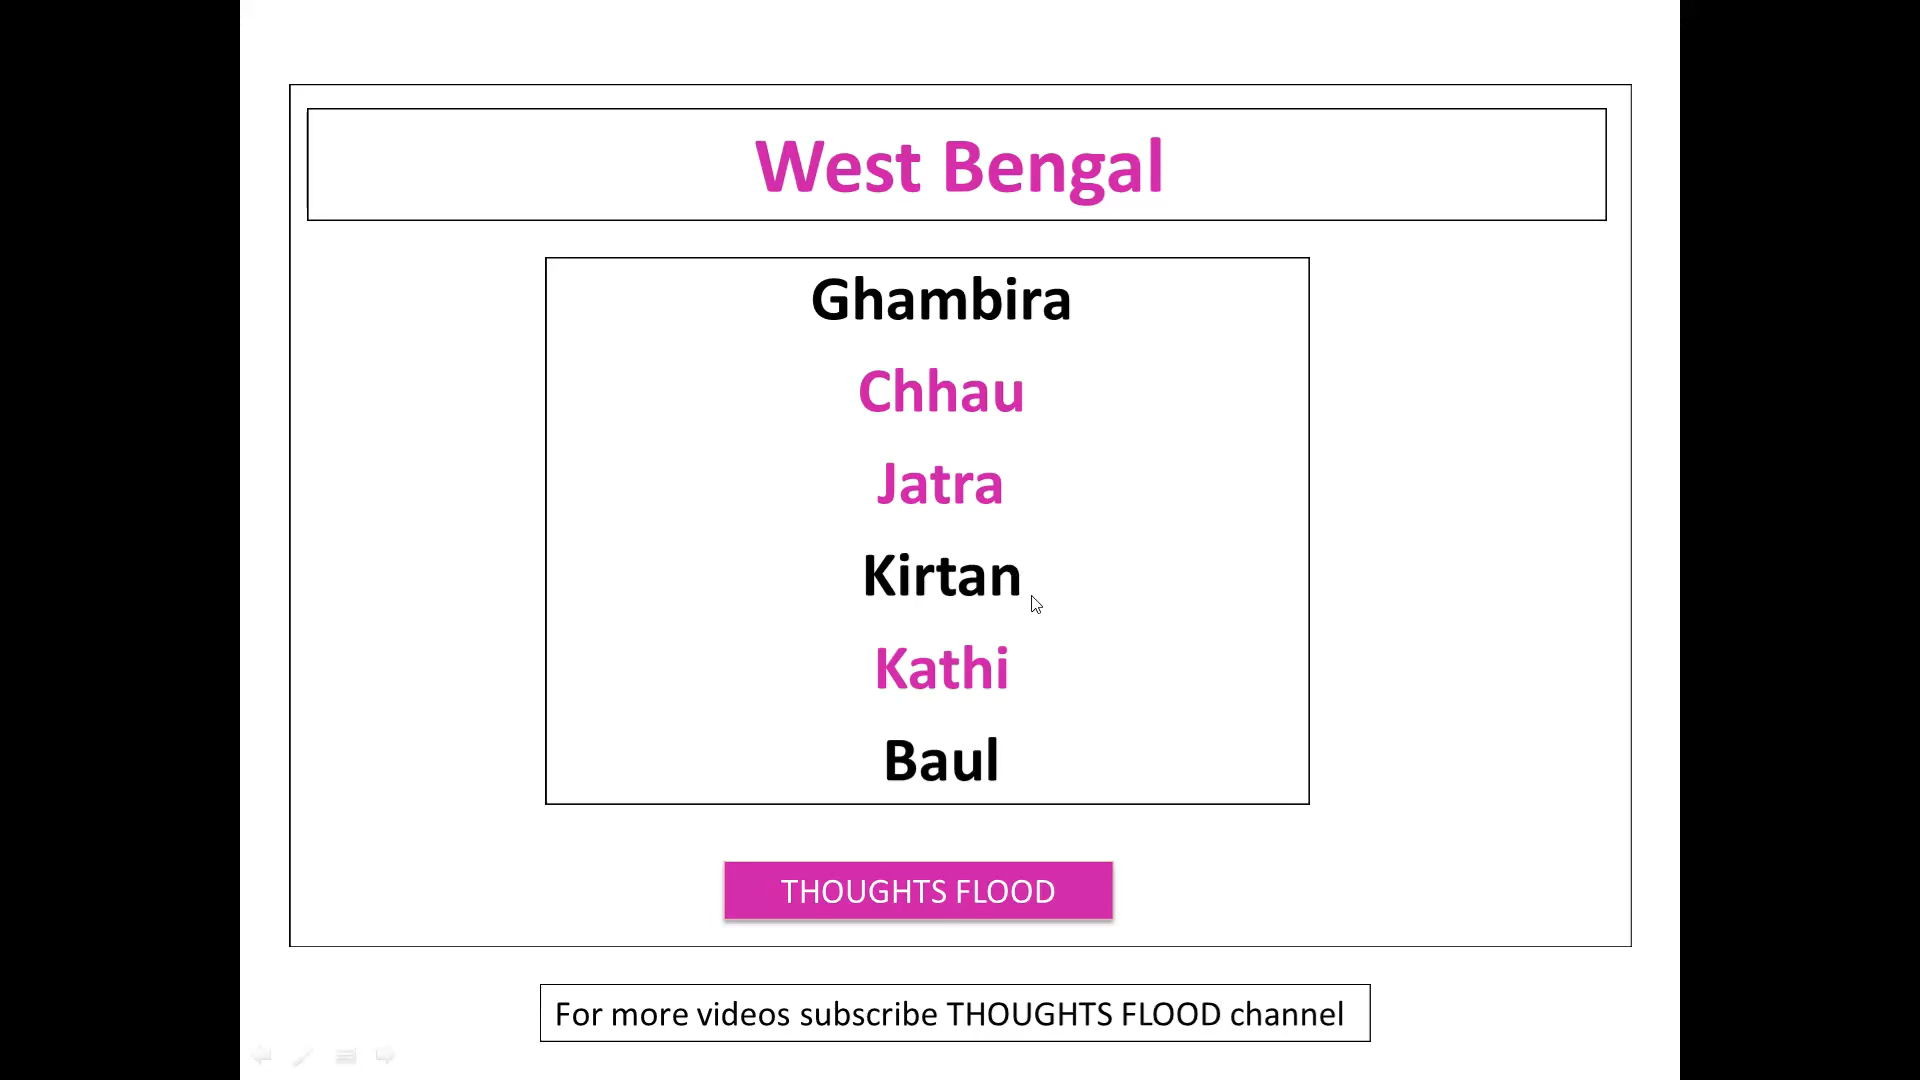 West Bengal
Ghambira
Chhau
Jatra
Kirtan
Kathi
Baul
THOUGHTS FLOOD
For more videos subscribe THOUGHTS FLOOD channel